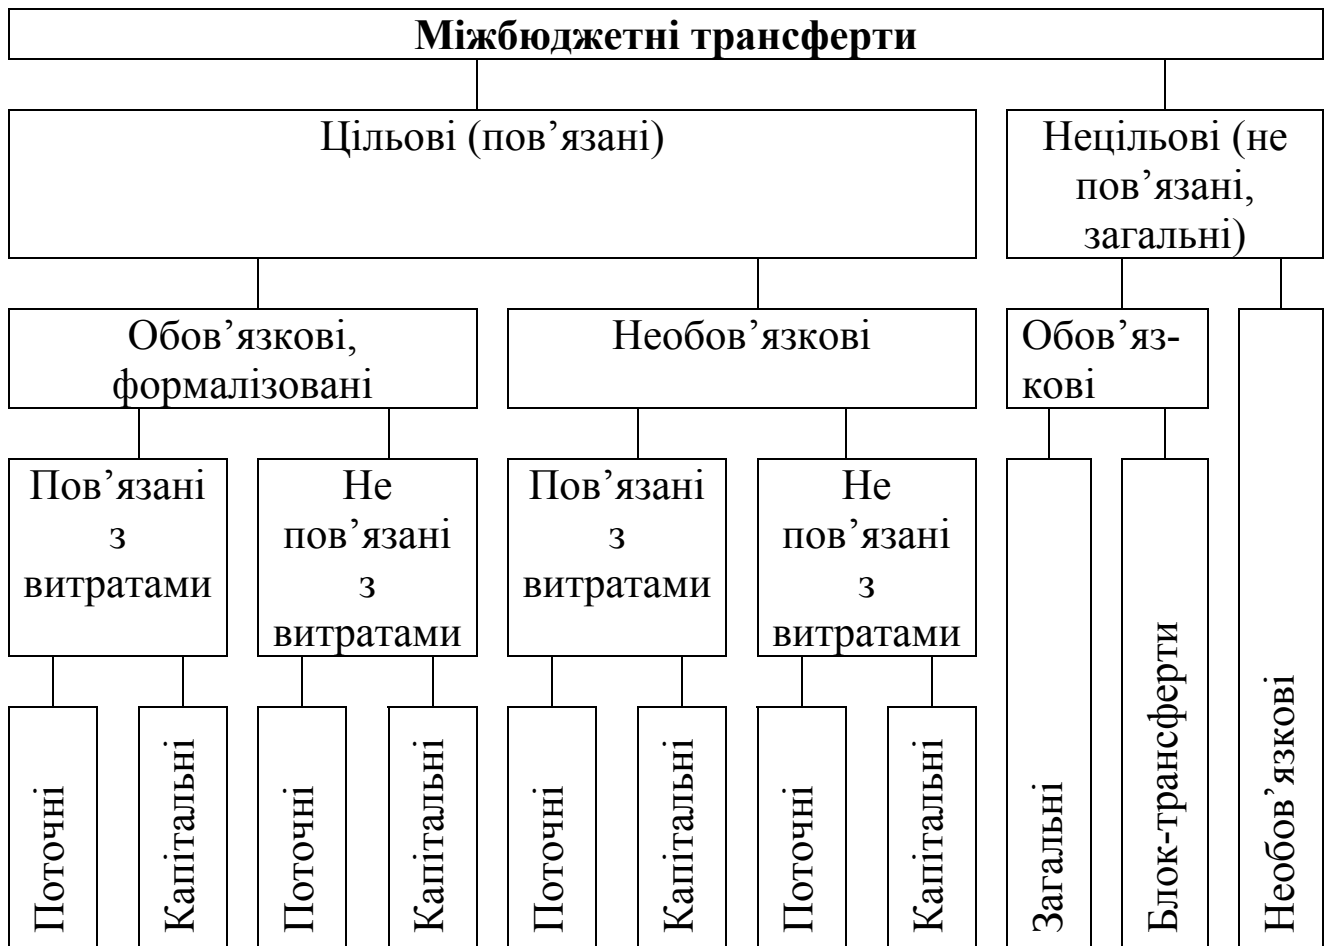 Міжбюджетні трансферти
Цільові (пов’язані)
Нецільові (не
пов’язані,
загальні)
Обов’язкові,
формалізовані
Необов’язкові
Обов’яз-
кові
Необов’язкові
Пов’язані
з
витратами
Не
пов’язані
з
витратами
Пов’язані
з
витратами
Не
пов’язані
з
витратами
Загальні
Блок-трансферти
Поточні
Капітальні
Поточні
Капітальні
Поточні
Капітальні
Поточні
Капітальні